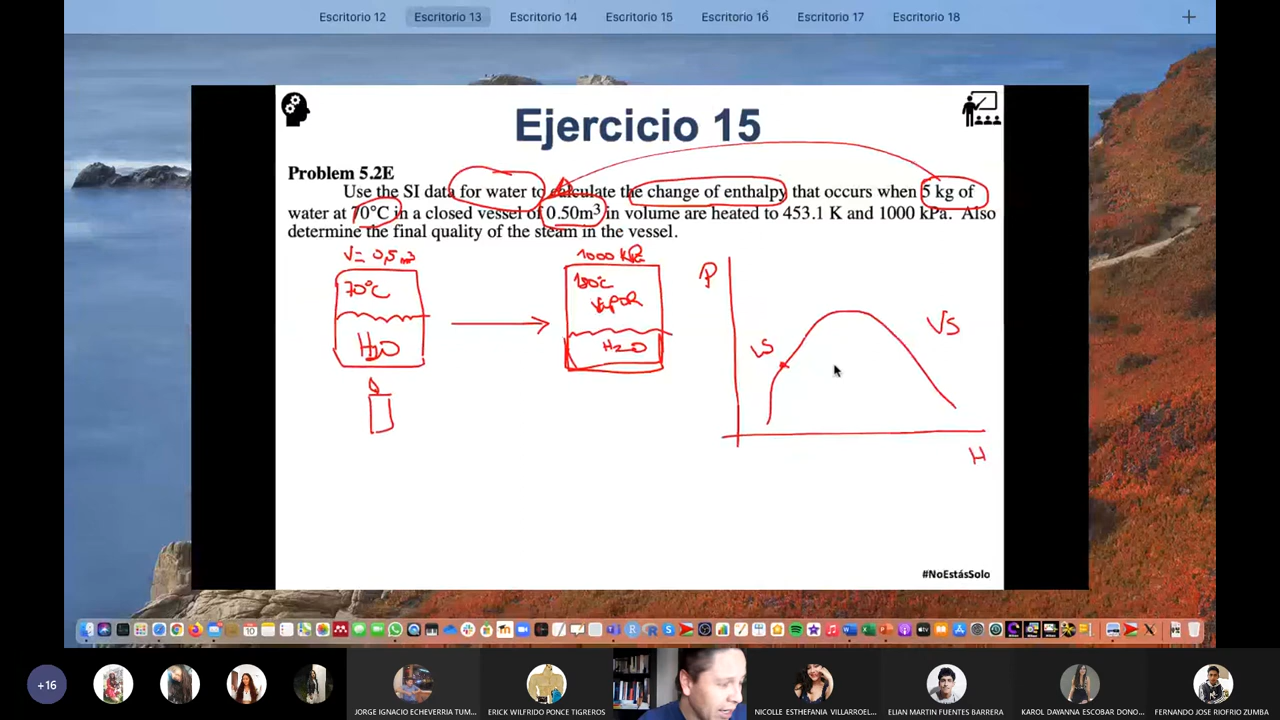 Escritorio 12
Escritorio 13
Escritorio 14
Escritorio 15
Escritorio 16
Escritorio 17
Escritorio 18
Ejercicio 15
Problem 5.2E
Use the SI data for water to calculate the change of enthalpy that occurs when 5 kg of
water at 70°C in a closed vessel of 0.50m³ in volume are heated to 453.1 K and 1000 kPa. Also
determine the final quality of the steam in the vessel.
V= 0,5 m³
70°C
H2O
1000 kPa
180°C
VAPOR
H2O
P
LS
VS
H
#NoEstásSolo
+16
JORGE IGNACIO ECHEVERRIA TUM...
ERICK WILFRIDO PONCE TIGREROS
NICOLLE ESTHEFANIA VILLARROEL...
ELIAN MARTIN FUENTES BARRERA
KAROL DAYANNA ESCOBAR DONO...
FERNANDO JOSE RIOFRIO ZUMBA